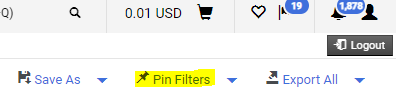 Q)
0.01 USD
19
1,878
Logout
Save As
Pin Filters
Export All